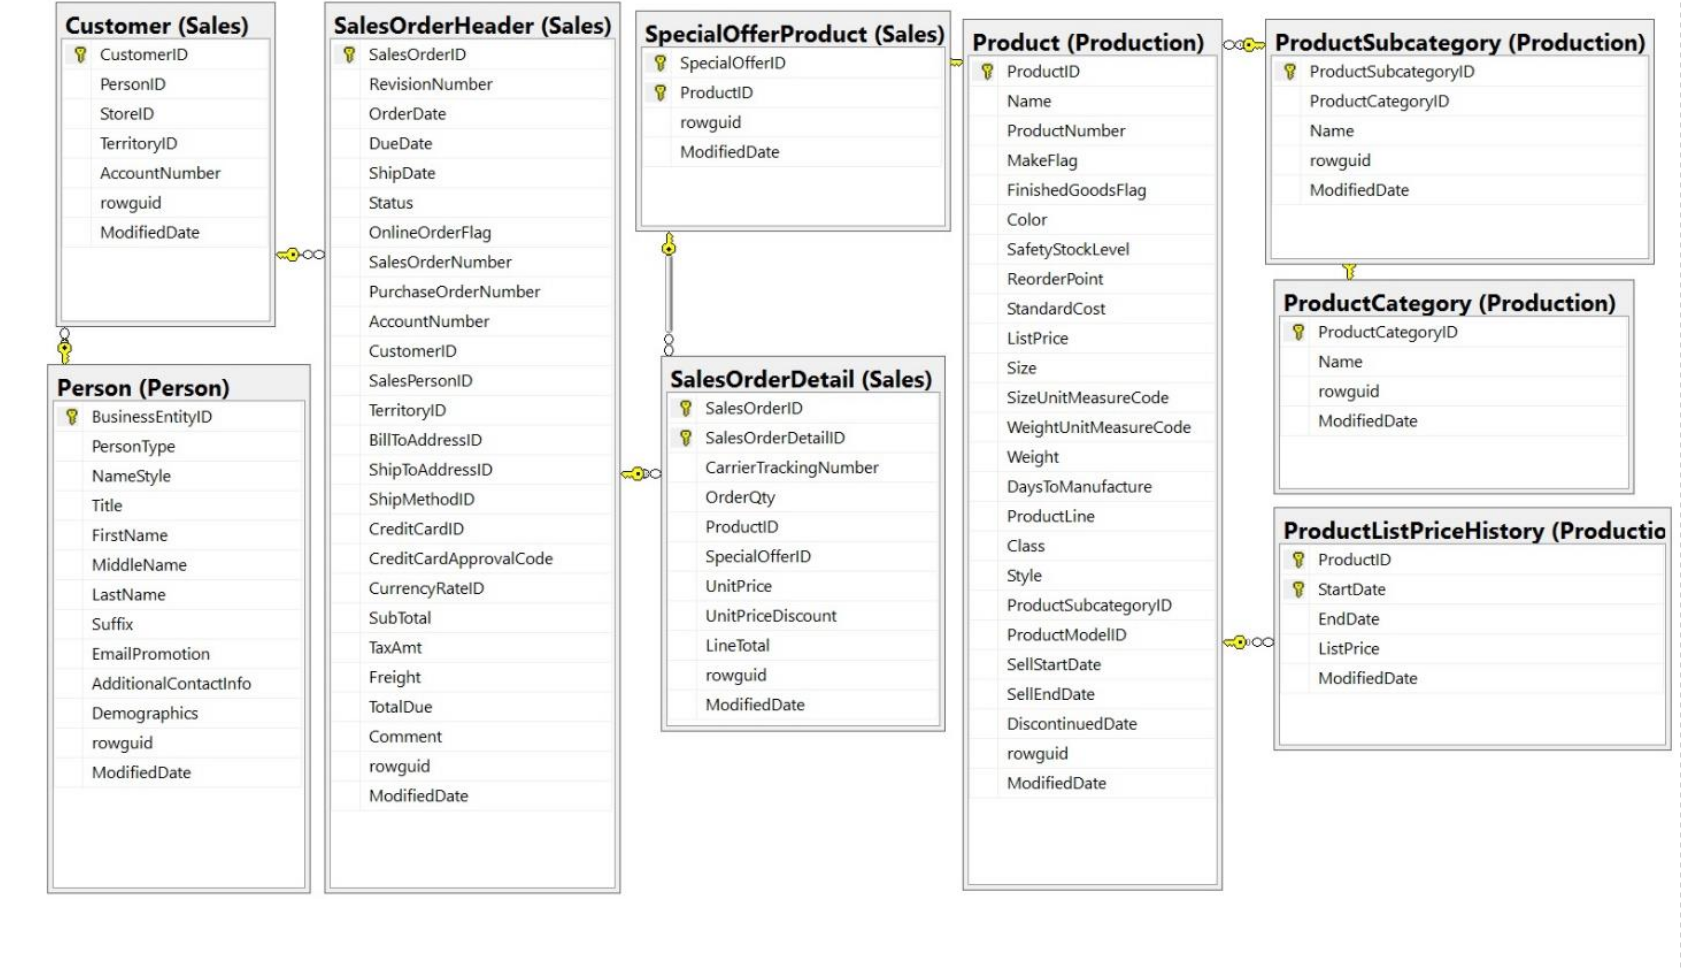 Customer (Sales)
CustomerID
PersonID
StoreID
TerritoryID
AccountNumber
rowguid
ModifiedDate
Person (Person)
BusinessEntityID
PersonType
NameStyle
Title
FirstName
MiddleName
LastName
Suffix
EmailPromotion
AdditionalContactInfo
Demographics
rowguid
ModifiedDate
SalesOrderHeader (Sales)
SalesOrderID
RevisionNumber
OrderDate
DueDate
ShipDate
Status
OnlineOrderFlag
SalesOrderNumber
PurchaseOrderNumber
AccountNumber
CustomerID
SalesPersonID
TerritoryID
BillToAddressID
ShipToAddressID
ShipMethodID
CreditCardID
CreditCardApprovalCode
CurrencyRateID
SubTotal
TaxAmt
Freight
TotalDue
Comment
rowguid
ModifiedDate
SpecialOfferProduct (Sales)
SpecialOfferID
ProductID
rowguid
ModifiedDate
SalesOrderDetail (Sales)
SalesOrderID
SalesOrderDetailID
CarrierTrackingNumber
OrderQty
ProductID
SpecialOfferID
UnitPrice
UnitPriceDiscount
LineTotal
rowguid
ModifiedDate
Product (Production)
ProductID
Name
ProductNumber
MakeFlag
FinishedGoodsFlag
Color
SafetyStockLevel
ReorderPoint
StandardCost
ListPrice
Size
SizeUnitMeasureCode
WeightUnitMeasureCode
Weight
DaysToManufacture
ProductLine
Class
Style
ProductSubcategoryID
ProductModelID
SellStartDate
SellEndDate
DiscontinuedDate
rowguid
ModifiedDate
ProductSubcategory (Production)
ProductSubcategoryID
ProductCategoryID
Name
rowguid
ModifiedDate
ProductCategory (Production)
ProductCategoryID
Name
rowguid
ModifiedDate
ProductListPriceHistory (Productio
ProductID
StartDate
EndDate
ListPrice
ModifiedDate